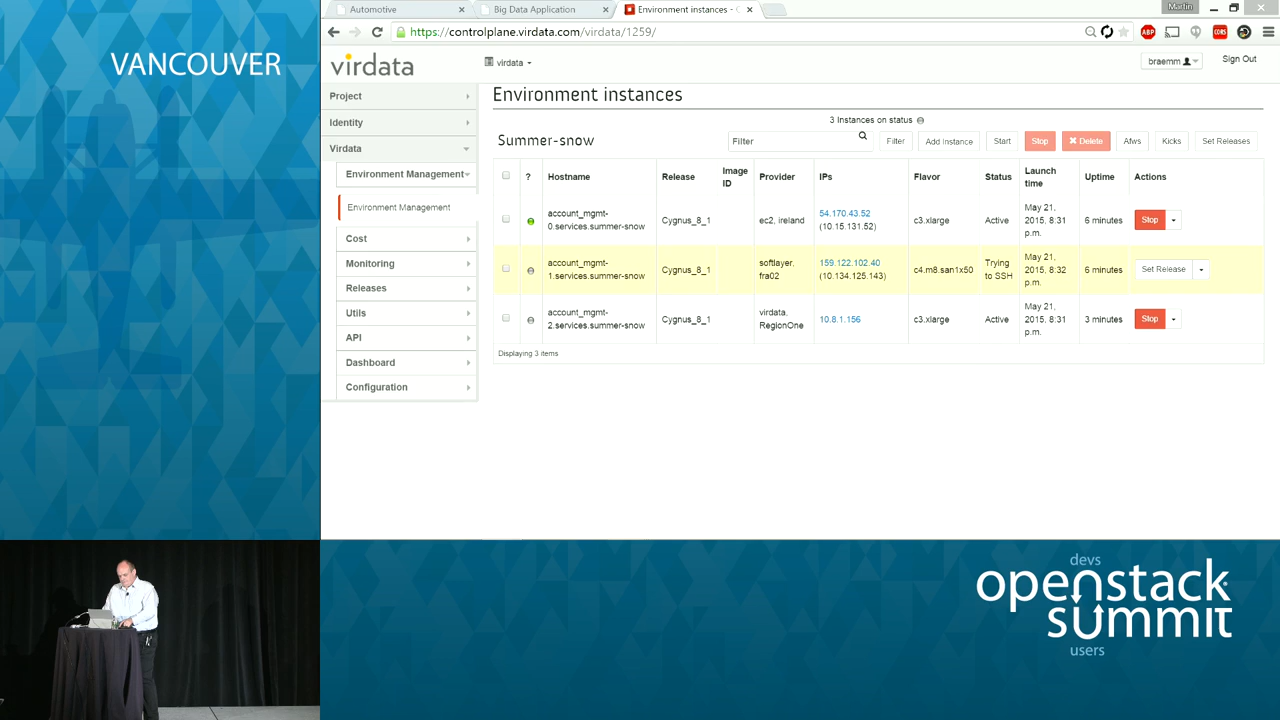 VANCOUVER
Automotive
Big Data Application
Environment instances - C
Martin
https://controlplane.virdata.com/virdata/1259/
ABP
CORS
virdata
virdata
braemm
Sign Out
Project
Identity
Virdata
Environment Management
Environment Management
Cost
Monitoring
Releases
Utils
API
Dashboard
Configuration
Environment instances
3 Instances on status
Summer-snow
Filter
Filter
Add Instance
Start
Stop
Delete
Afws
Kicks
Set Releases
? Hostname Release Image ID Provider IPs Flavor Status Launch time Uptime Actions
account_mgmt-0.services.summer-snow Cygnus_8_1 ec2, ireland 54.170.43.52 (10.15.131.52) c3.xlarge Active May 21, 2015, 8:31 p.m. 6 minutes Stop
account_mgmt-1.services.summer-snow Cygnus_8_1 softlayer, fra02 159.122.102.40 (10.134.125.143) c4.m8.san1x50 Trying to SSH May 21, 2015, 8:32 p.m. 6 minutes Set Release
account_mgmt-2.services.summer-snow Cygnus_8_1 virdata, RegionOne 10.8.1.156 c3.xlarge Active May 21, 2015, 8:31 p.m. 3 minutes Stop
Displaying 3 items
devs
openstack
summit
users